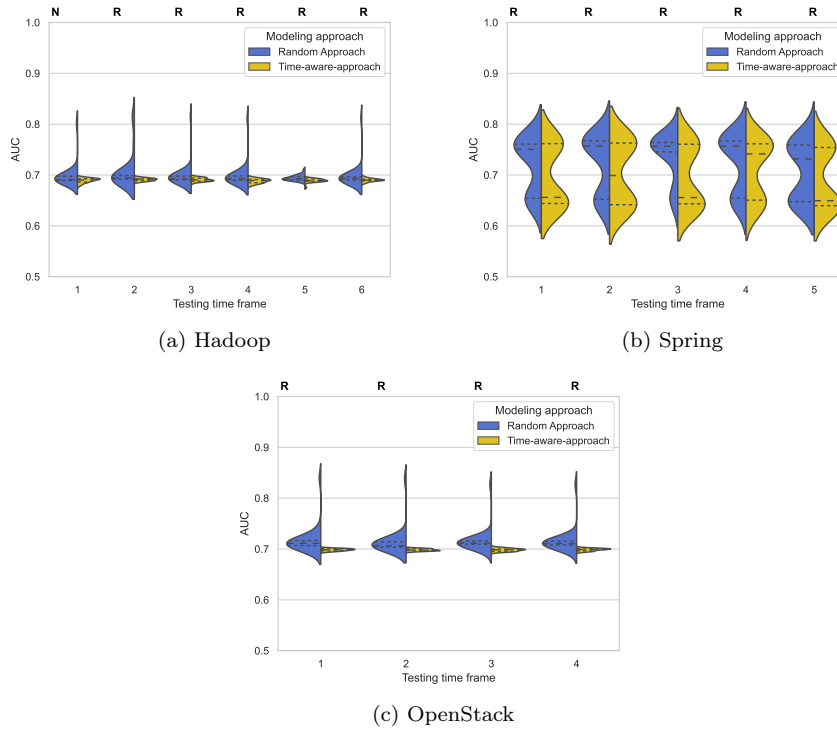 N R R R R R
Modeling approach
Random Approach
Time-aware-approach
1.0
0.9
0.8
0.7
0.6
0.5
AUC
1 2 3 4 5 6
Testing time frame
(a) Hadoop
R R R R R
Modeling approach
Random Approach
Time-aware-approach
1.0
0.9
0.8
0.7
0.6
0.5
AUC
1 2 3 4 5
Testing time frame
(b) Spring
R R R R
Modeling approach
Random Approach
Time-aware-approach
1.0
0.9
0.8
0.7
0.6
0.5
AUC
1 2 3 4
Testing time frame
(c) OpenStack